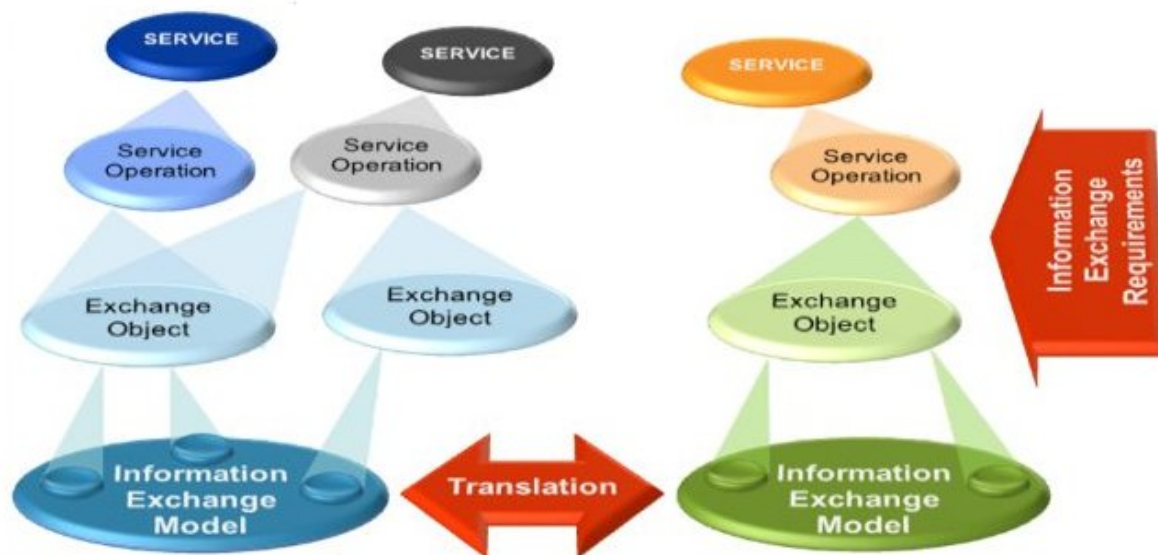 SERVICE
SERVICE
SERVICE
Service
Operation
Service
Operation
Service
Operation
Information
Exchange
Requirements
Exchange
Object
Exchange
Object
Exchange
Object
Information
Exchange
Model
Translation
Information
Exchange
Model